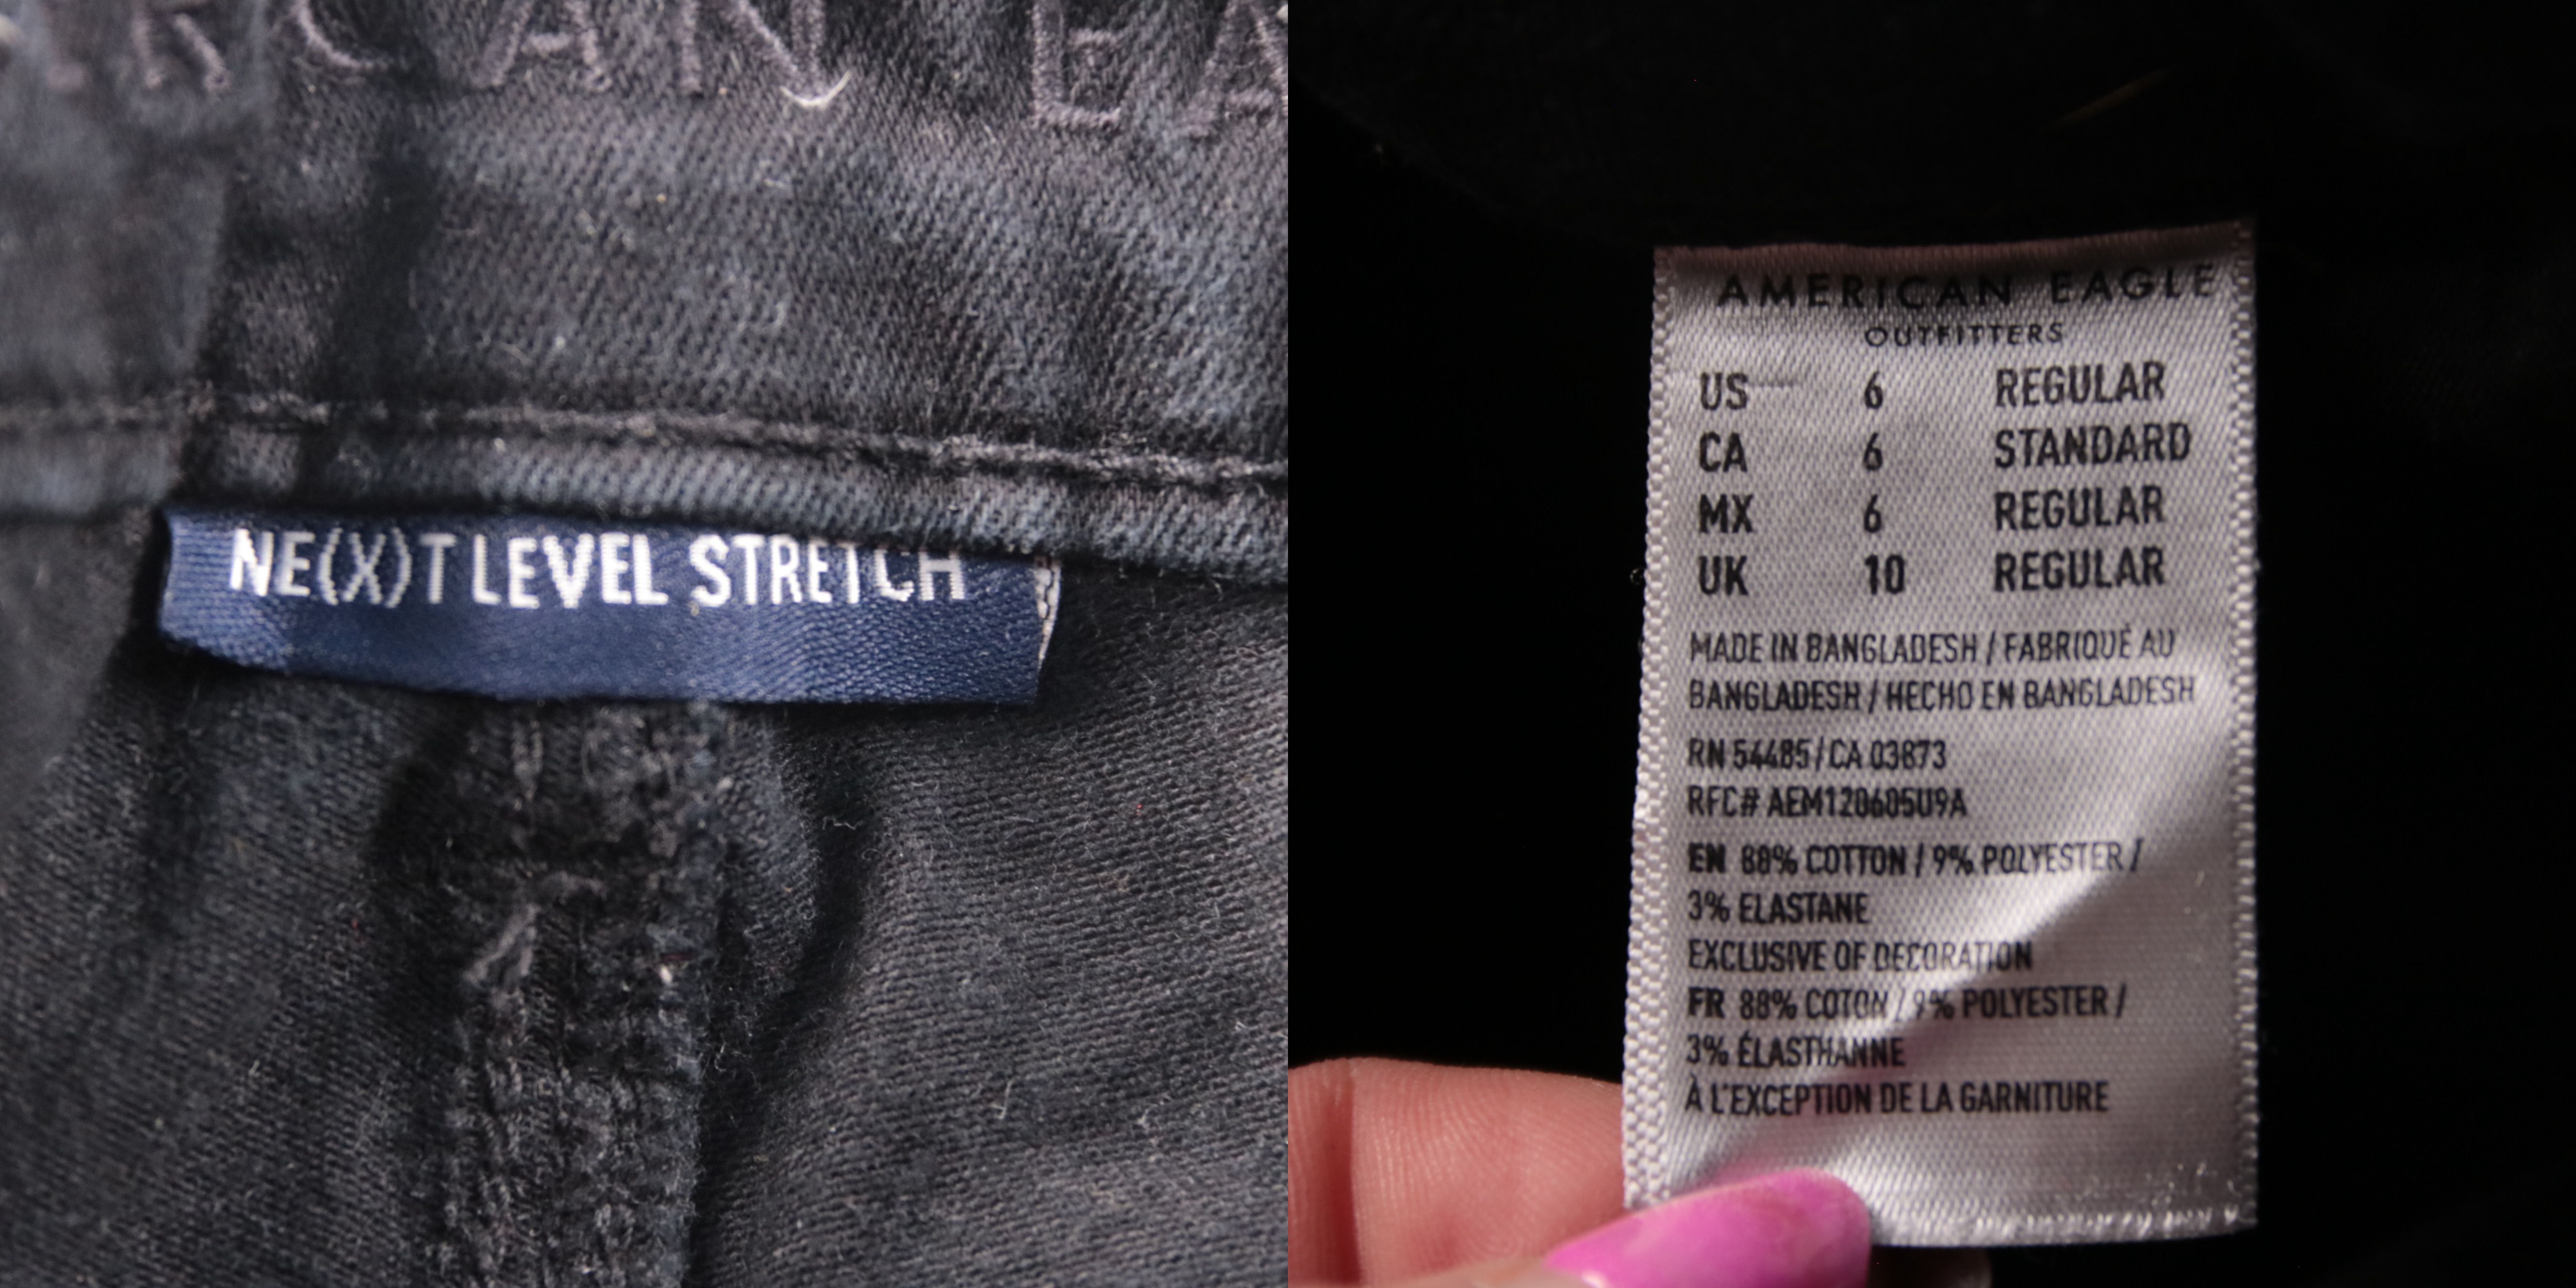 RICAN EA
NE(X)T LEVEL STRETCH
AMERICAN EAGLE
OUTFITTERS
US 6 REGULAR
CA 6 STANDARD
MX 6 REGULAR
UK 10 REGULAR
MADE IN BANGLADESH / FABRIQUÉ AU
BANGLADESH / HECHO EN BANGLADESH
RN 54485 / CA 03873
RFC# AEM120605U9A
EN 88% COTTON / 9% POLYESTER /
3% ELASTANE
EXCLUSIVE OF DECORATION
FR 88% COTON / 9% POLYESTER /
3% ÉLASTHANNE
À L'EXCEPTION DE LA GARNITURE